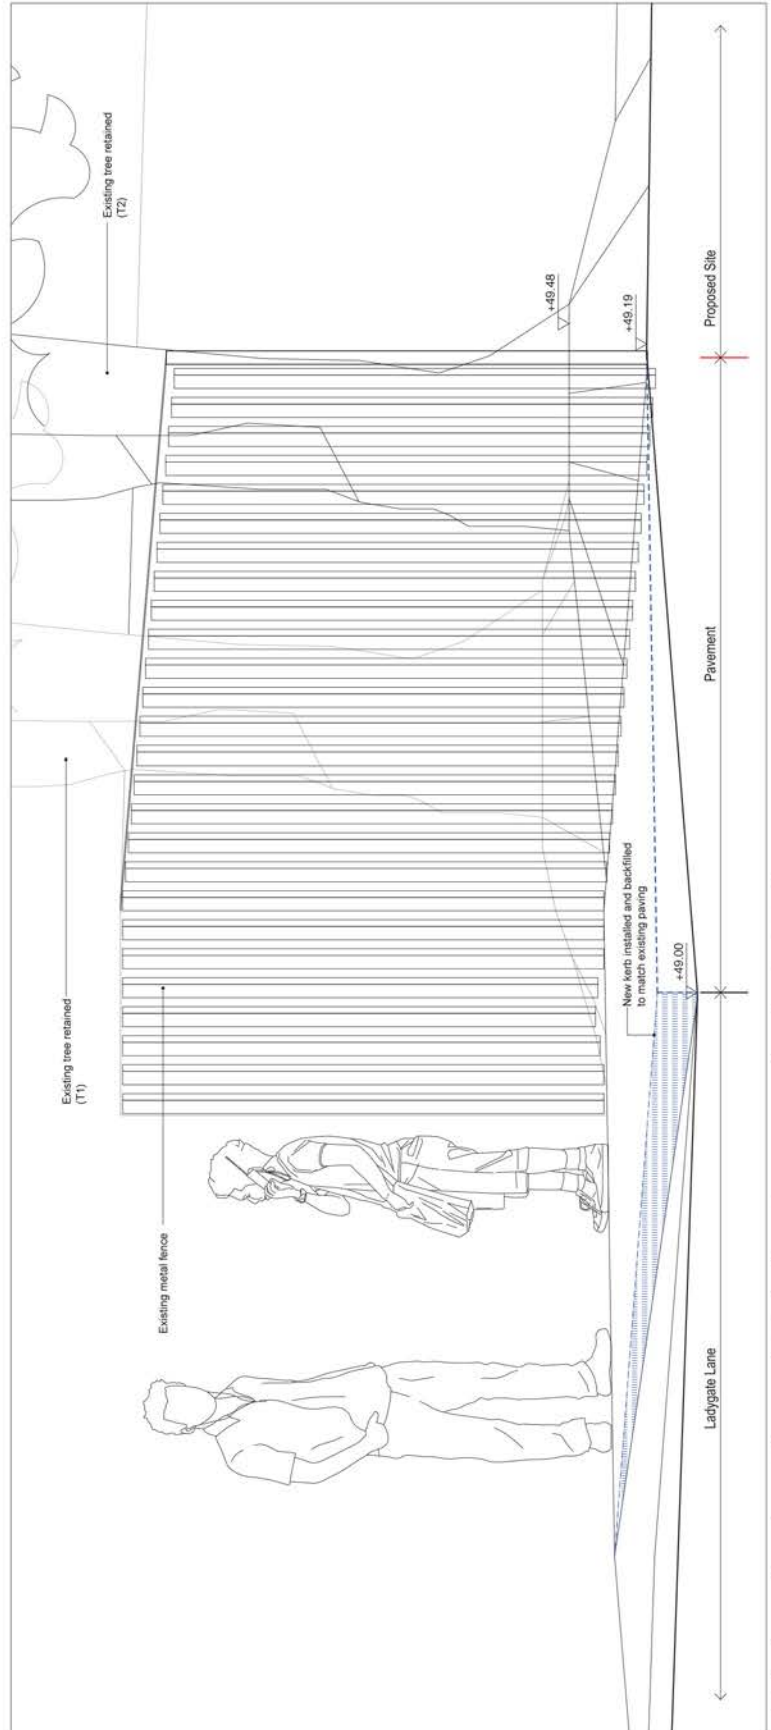 Existing tree retained
(T1)
Existing tree retained
(T2)
Existing metal fence
+49.48
+49.19
New kerb installed and backfilled
to match existing paving
+49.00
Ladygate Lane
Pavement
Proposed Site